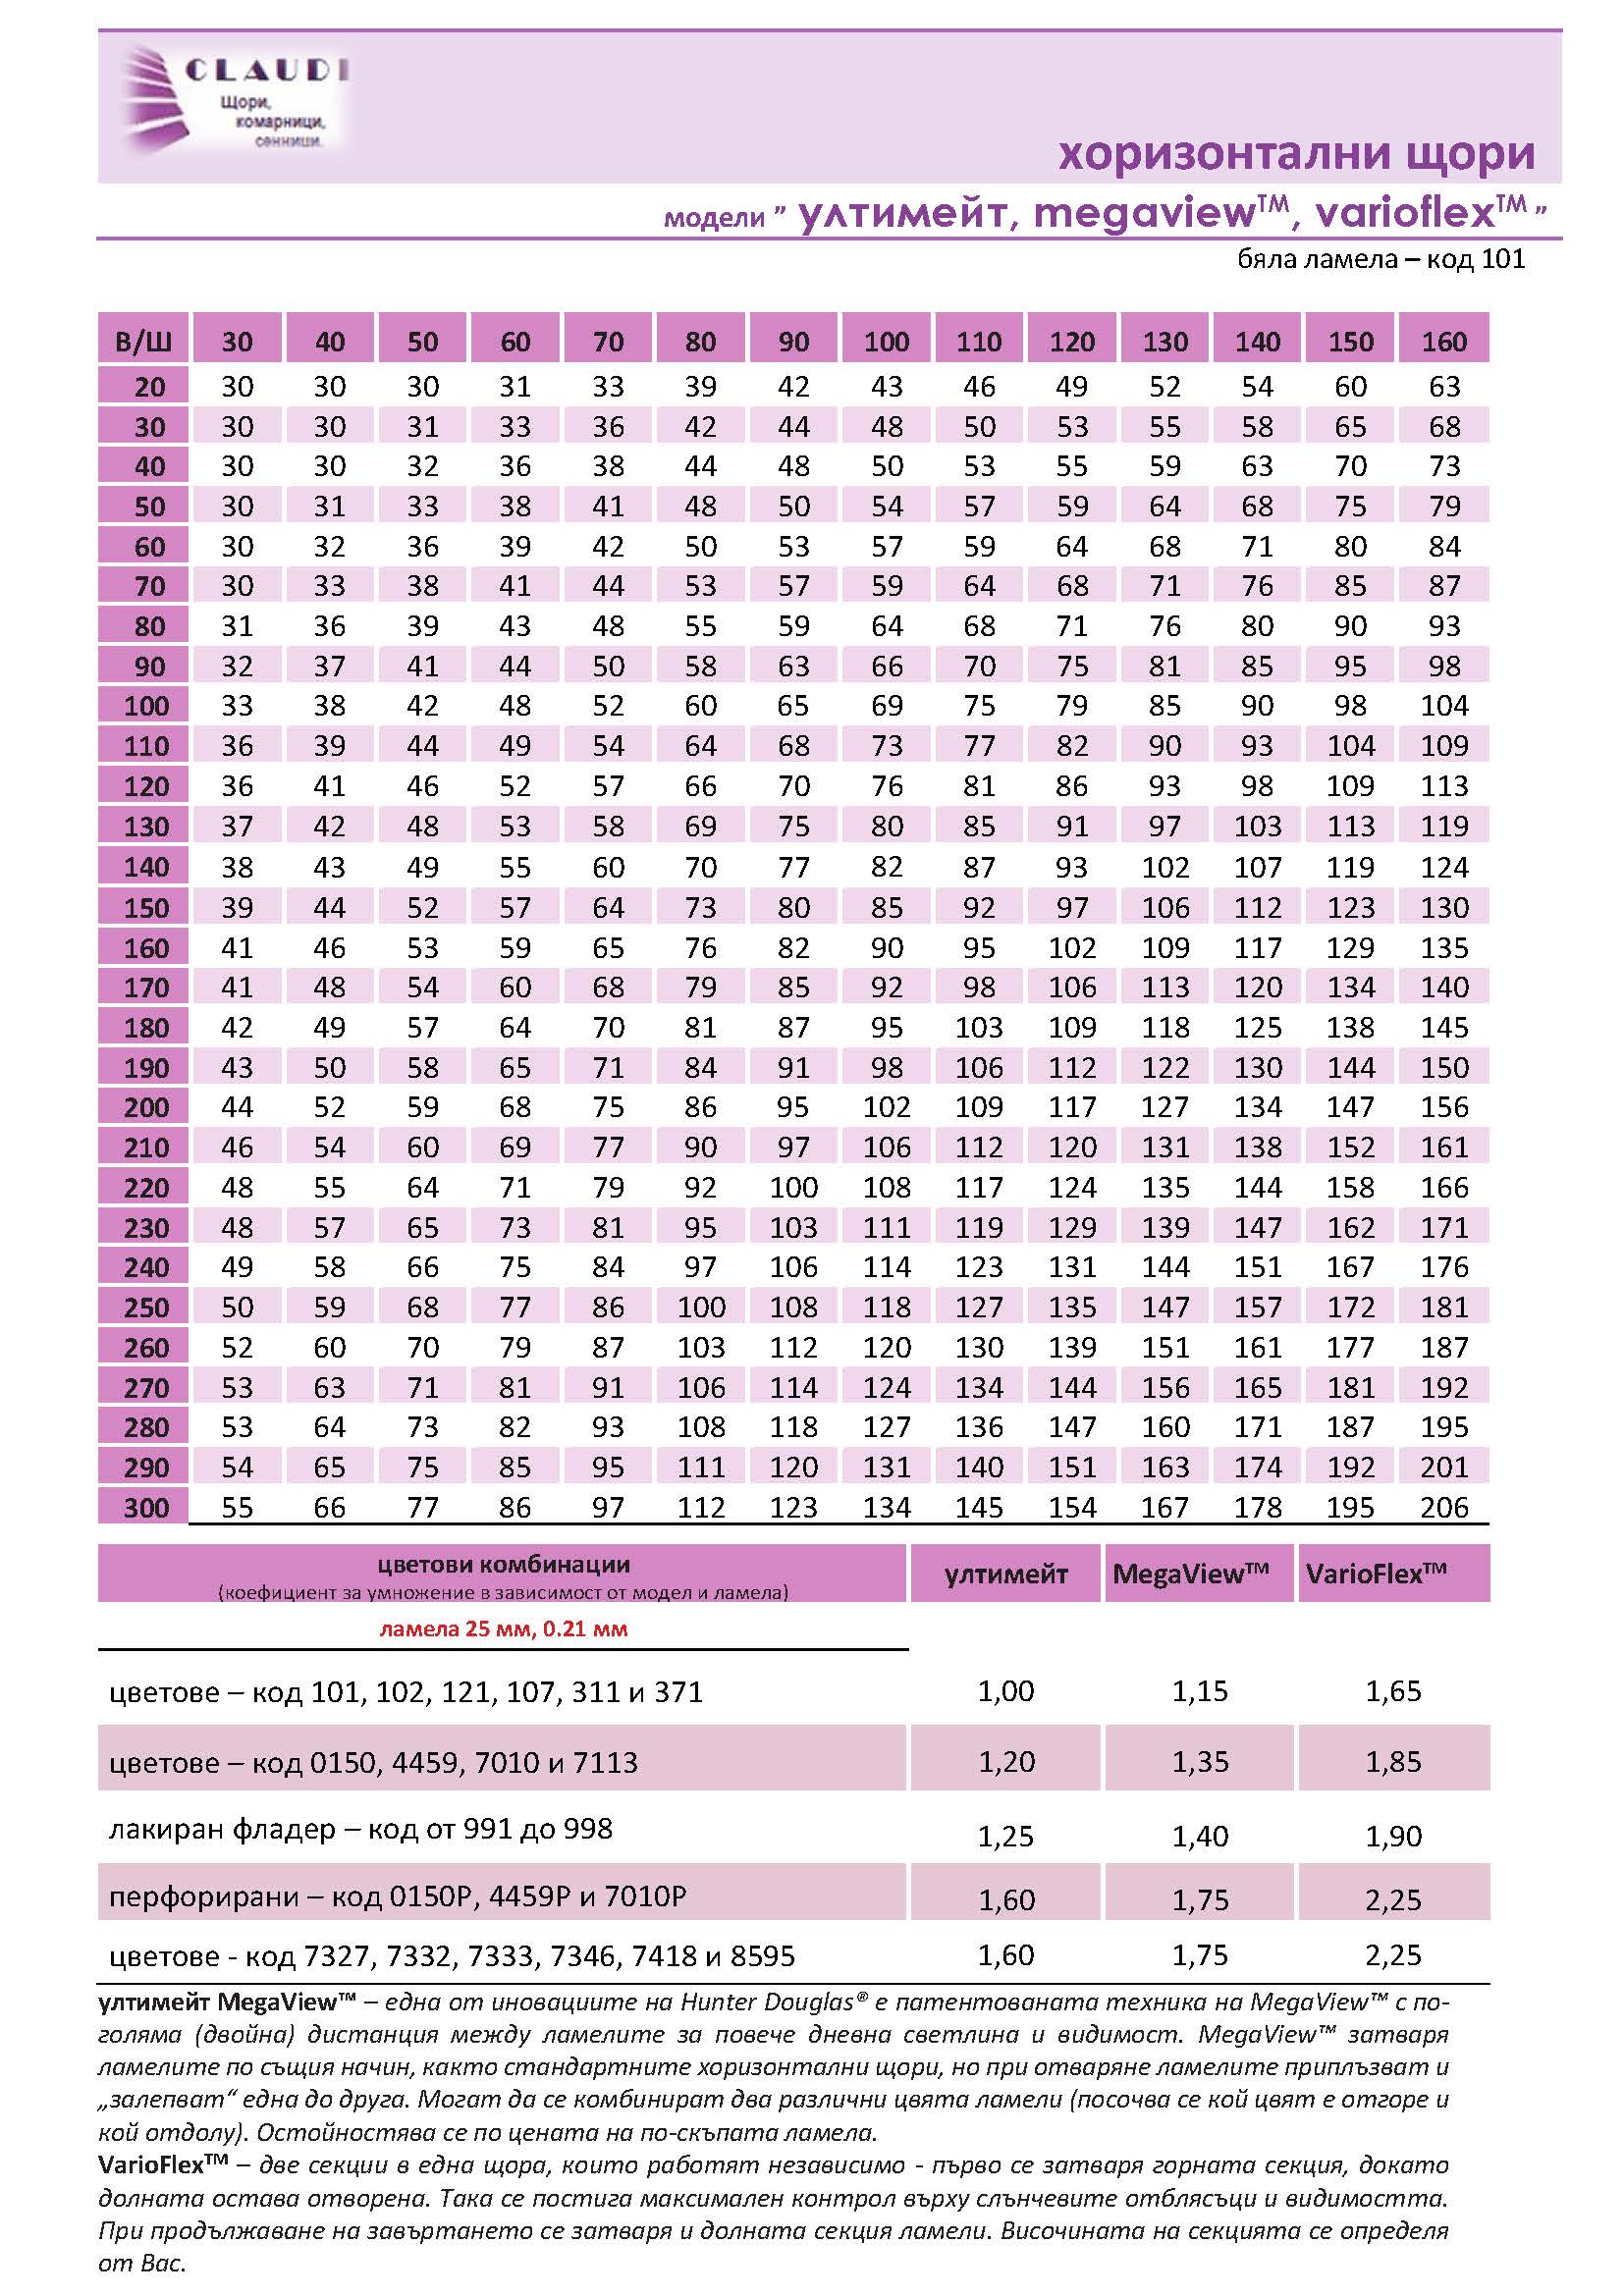 CLAUDI
Щори,
комарници,
сенници.
хоризонтални щори
модели " ултимейт, megaview™, varioflex™ "
бяла ламела – код 101
В/Ш 30 40 50 60 70 80 90 100 110 120 130 140 150 160
20 30 30 30 31 33 39 42 43 46 49 52 54 60 63
30 30 30 31 33 36 42 44 48 50 53 55 58 65 68
40 30 30 32 36 38 44 48 50 53 55 59 63 70 73
50 30 31 33 38 41 48 50 54 57 59 64 68 75 79
60 30 32 36 39 42 50 53 57 59 64 68 71 80 84
70 30 33 38 41 44 53 57 59 64 68 71 76 85 87
80 31 36 39 43 48 55 59 64 68 71 76 80 90 93
90 32 37 41 44 50 58 63 66 70 75 81 85 95 98
100 33 38 42 48 52 60 65 69 75 79 85 90 98 104
110 36 39 44 49 54 64 68 73 77 82 90 93 104 109
120 36 41 46 52 57 66 70 76 81 86 93 98 109 113
130 37 42 48 53 58 69 75 80 85 91 97 103 113 119
140 38 43 49 55 60 70 77 82 87 93 102 107 119 124
150 39 44 52 57 64 73 80 85 92 97 106 112 123 130
160 41 46 53 59 65 76 82 90 95 102 109 117 129 135
170 41 48 54 60 68 79 85 92 98 106 113 120 134 140
180 42 49 57 64 70 81 87 95 103 109 118 125 138 145
190 43 50 58 65 71 84 91 98 106 112 122 130 144 150
200 44 52 59 68 75 86 95 102 109 117 127 134 147 156
210 46 54 60 69 77 90 97 106 112 120 131 138 152 161
220 48 55 64 71 79 92 100 108 117 124 135 144 158 166
230 48 57 65 73 81 95 103 111 119 129 139 147 162 171
240 49 58 66 75 84 97 106 114 123 131 144 151 167 176
250 50 59 68 77 86 100 108 118 127 135 147 157 172 181
260 52 60 70 79 87 103 112 120 130 139 151 161 177 187
270 53 63 71 81 91 106 114 124 134 144 156 165 181 192
280 53 64 73 82 93 108 118 127 136 147 160 171 187 195
290 54 65 75 85 95 111 120 131 140 151 163 174 192 201
300 55 66 77 86 97 112 123 134 145 154 167 178 195 206
цветови комбинации
(коефициент за умножение в зависимост от модел и ламела)
ултимейт MegaView™ VarioFlex™
ламела 25 мм, 0.21 мм
цветове – код 101, 102, 121, 107, 311 и 371 1,00 1,15 1,65
цветове – код 0150, 4459, 7010 и 7113 1,20 1,35 1,85
лакиран фладер – код от 991 до 998 1,25 1,40 1,90
перфорирани – код 0150P, 4459P и 7010P 1,60 1,75 2,25
цветове - код 7327, 7332, 7333, 7346, 7418 и 8595 1,60 1,75 2,25
ултимейт MegaView™ – една от иновациите на Hunter Douglas® е патентованата техника на MegaView™ с по-
голяма (двойна) дистанция между ламелите за повече дневна светлина и видимост. MegaView™ затваря
ламелите по същия начин, както стандартните хоризонтални щори, но при отваряне ламелите приплъзват и
„залепват“ една до друга. Могат да се комбинират два различни цвята ламели (посочва се кой цвят е отгоре и
кой отдолу). Остойностява се по цената на по-скъпата ламела.
VarioFlex™ – две секции в една щора, които работят независимо - първо се затваря горната секция, докато
долната остава отворена. Така се постига максимален контрол върху слънчевите отблясъци и видимостта.
При продължаване на завъртането се затваря и долната секция ламели. Височината на секцията се определя
от Вас.